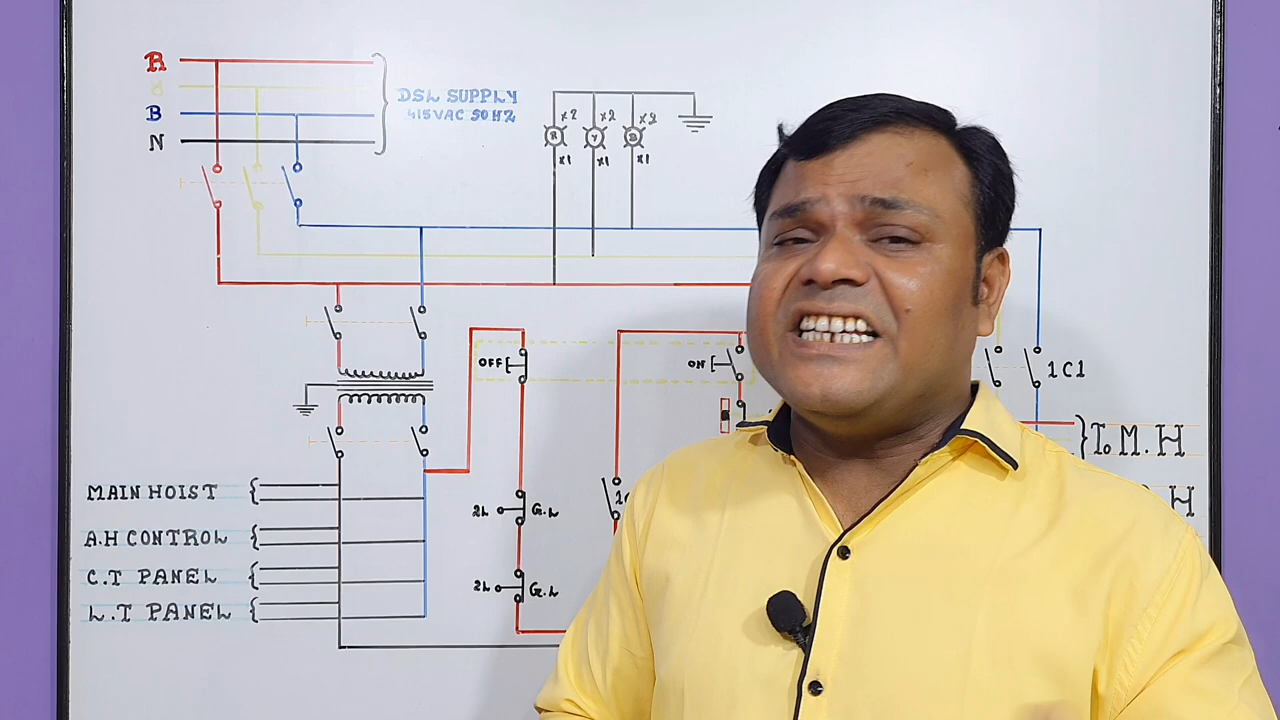 R
Y
B
N
DSL SUPPLY
415VAC 50HZ
x2 x2 x2
R Y B
x1 x1 x1
OFF
ON
1C1
T.M.H
H
MAIN HOIST
A.H CONTROL
C.T PANEL
L.T PANEL
2L G.L
2L G.L